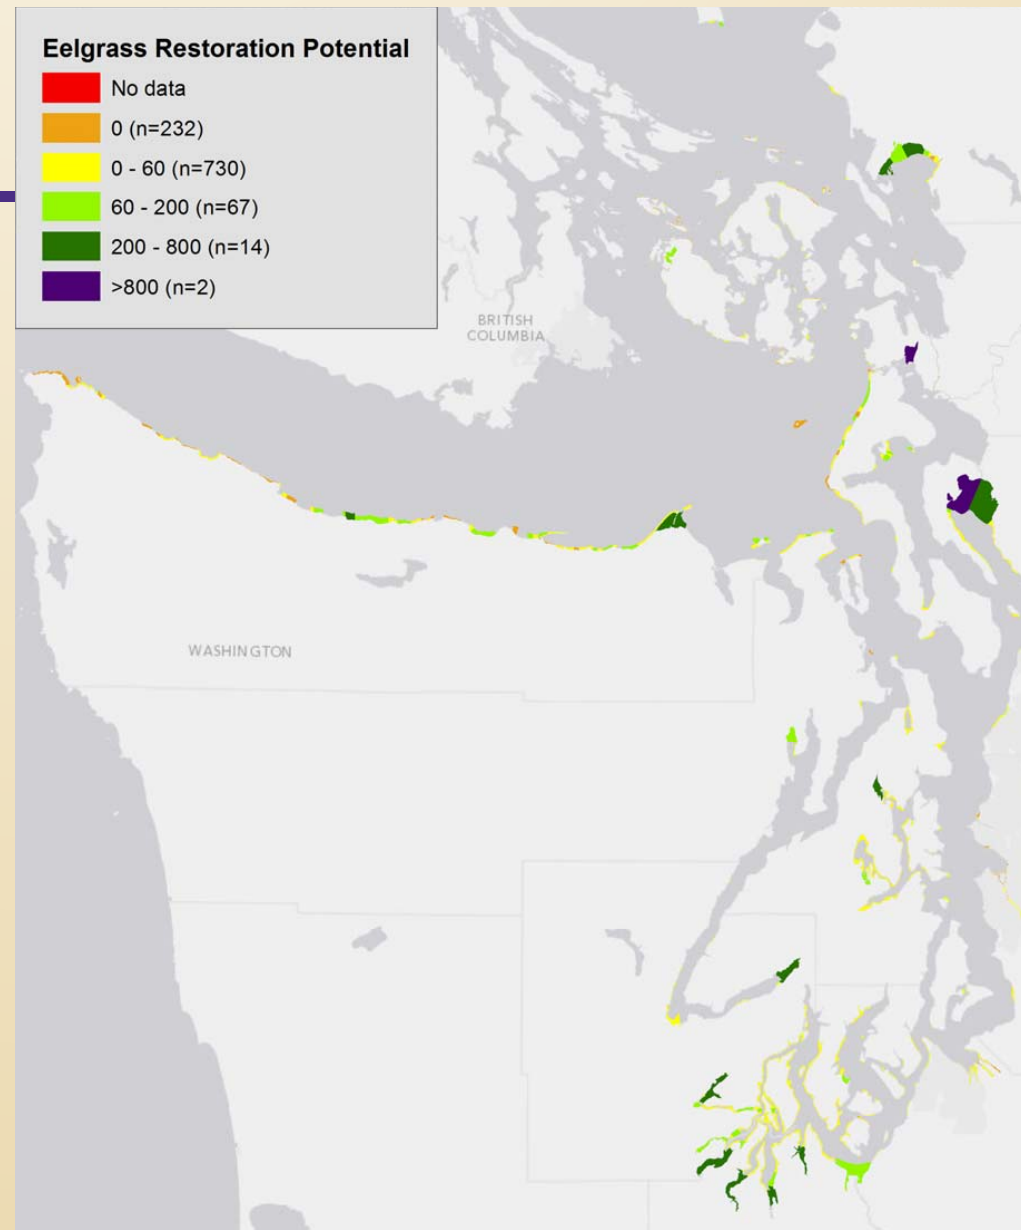 Eelgrass Restoration Potential
No data
0 (n=232)
0 - 60 (n=730)
60 - 200 (n=67)
200 - 800 (n=14)
>800 (n=2)
BRITISH
COLUMBIA
WASHINGTON